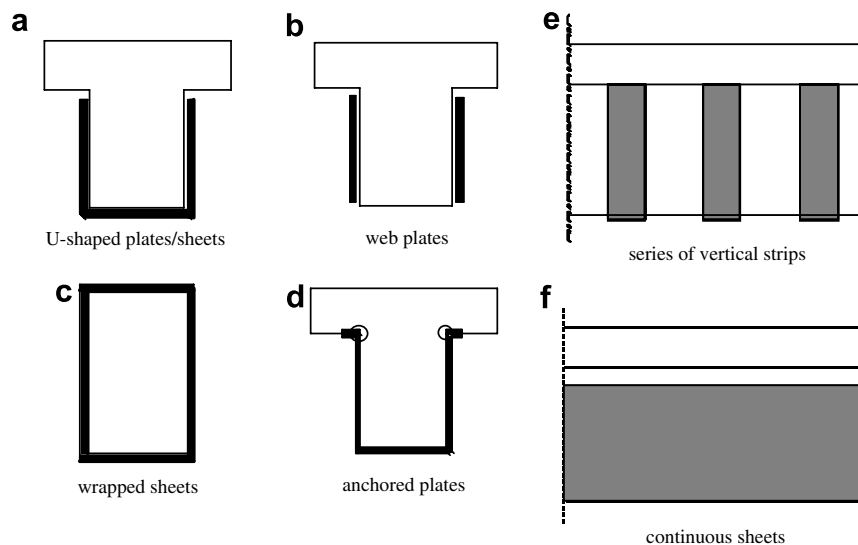 a
U-shaped plates/sheets
b
web plates
e
series of vertical strips
c
wrapped sheets
d
anchored plates
f
continuous sheets